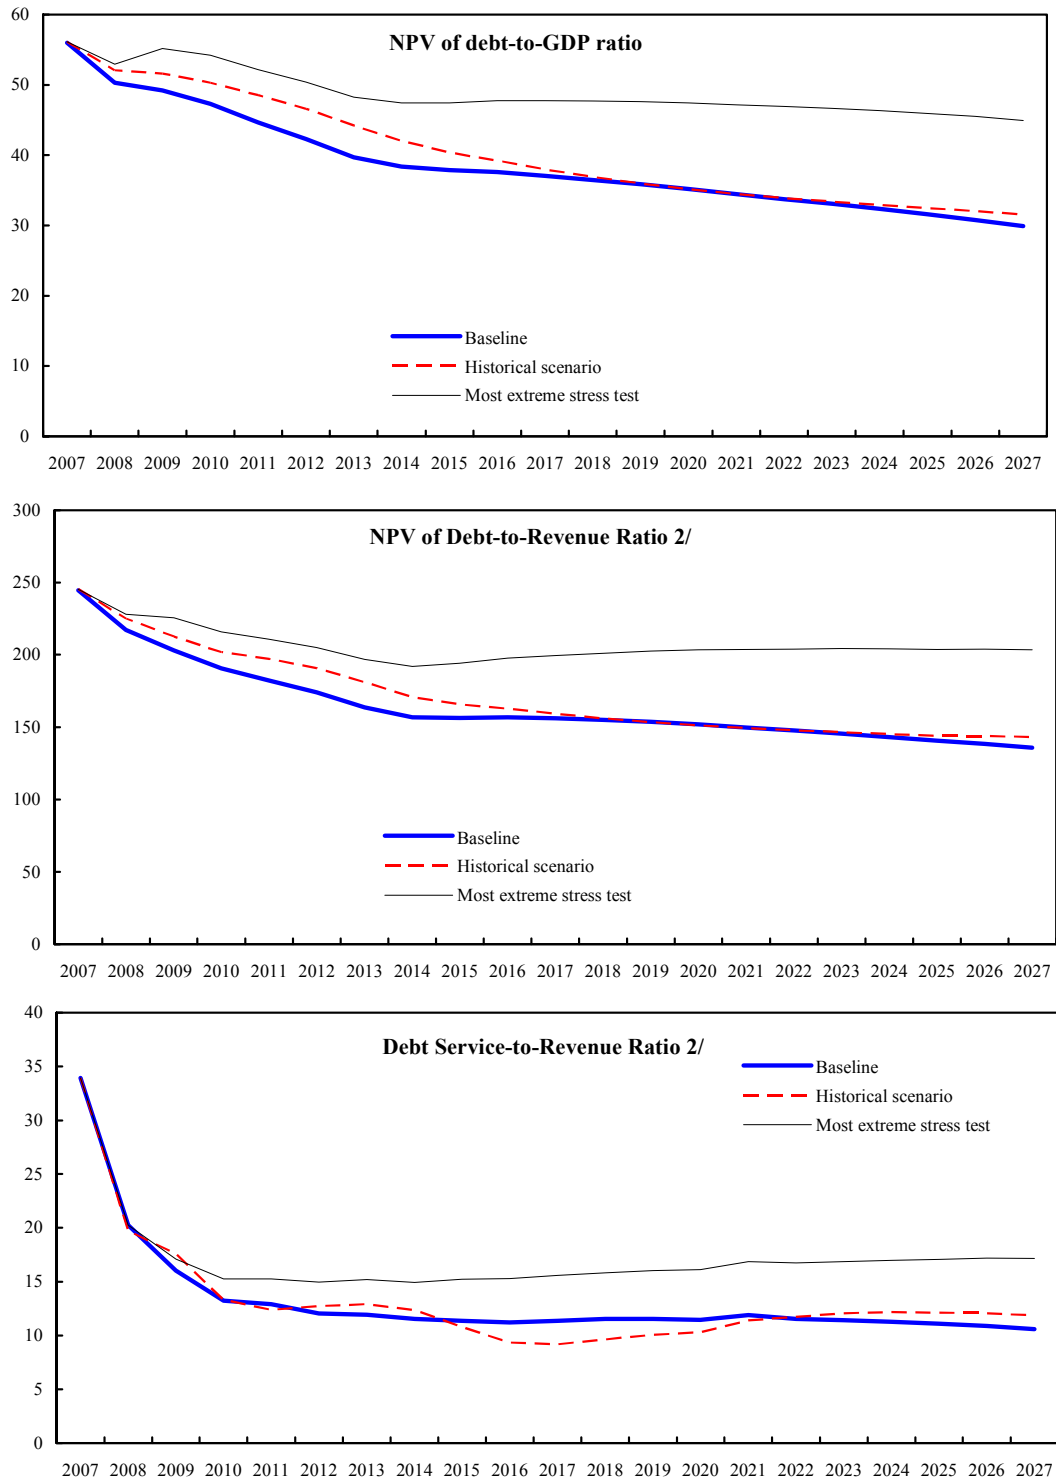 NPV of debt-to-GDP ratio
60
50
40
30
20
10
0
Baseline
Historical scenario
Most extreme stress test
2007 2008 2009 2010 2011 2012 2013 2014 2015 2016 2017 2018 2019 2020 2021 2022 2023 2024 2025 2026 2027
NPV of Debt-to-Revenue Ratio 2/
300
250
200
150
100
50
0
Baseline
Historical scenario
Most extreme stress test
2007 2008 2009 2010 2011 2012 2013 2014 2015 2016 2017 2018 2019 2020 2021 2022 2023 2024 2025 2026 2027
Debt Service-to-Revenue Ratio 2/
40
35
30
25
20
15
10
5
0
Baseline
Historical scenario
Most extreme stress test
2007 2008 2009 2010 2011 2012 2013 2014 2015 2016 2017 2018 2019 2020 2021 2022 2023 2024 2025 2026 2027